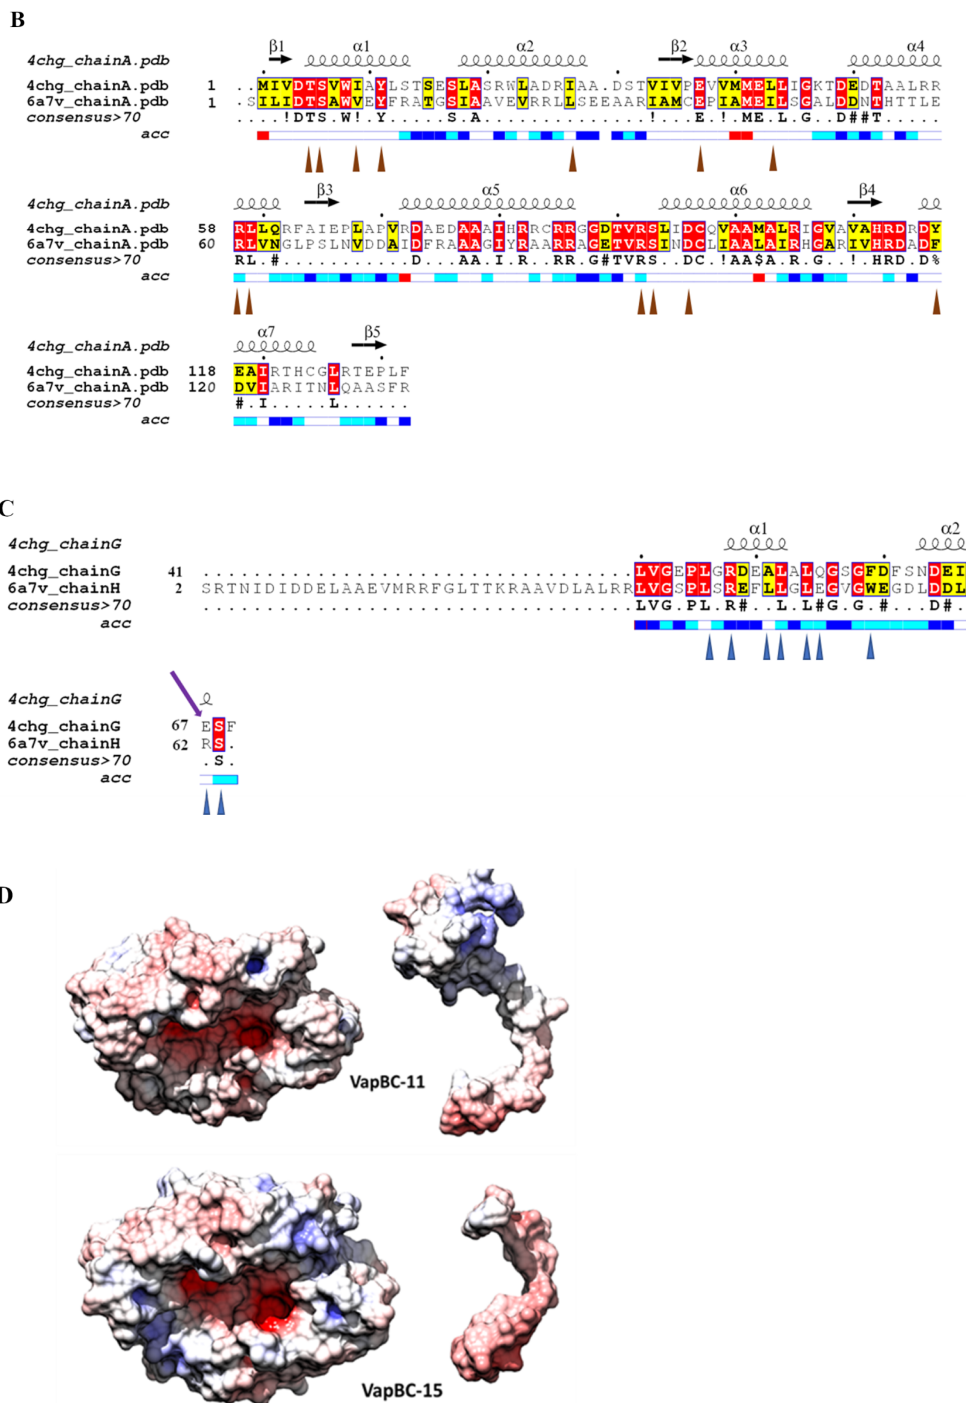 B
β1 α1 α2 β2 α3 α4
4chg_chainA.pdb
4chg_chainA.pdb 1 ..MIVDTSVWIAYLSTSESLASRWLADRIAA.DSTVIVMEVVMMELLIGKTDEDTAALRR
6a7v_chainA.pdb 1 .SILIDTSAWVEYFRATGSIAAVEVRRLLSEEAARIAMCEPIAMEILSGALDDNTHTTLE
consensus>70 ....!DTS.W!.Y.....S.A..............!..E.!.ME.L.G..D##T......
acc
β3 α5 α6 β4
4chg_chainA.pdb
4chg_chainA.pdb 58 RLLQRFAIEPLAPVRDAEDAAAIHRRCRRGGDTVRSLIDCQVAAMALRIGVAVAHRDRDY
6a7v_chainA.pdb 60 RLVNGLPSLNVDDAIDFRAAAGIYRAARRAGETVRSINDCLIAALAIRHGARIVHRDADF
consensus>70 RL.#...........D...AA.I.R..RR.G#TVRS..DC.!AA$A.R.G..!.HRD.D%
acc
α7 β5
4chg_chainA.pdb
4chg_chainA.pdb 118 EAIRTHCGLRTEPLF
6a7v_chainA.pdb 120 DVIARITNLQAASFR
consensus>70 #.I.....L......
acc
C
α1 α2
4chg_chainG
4chg_chainG 41 ..................................LVGEPLGRDEALALQGSGFDFSNDEI
6a7v_chainH 2 SRTNIDIDDELAAEVMRRFGLTTKRAAVDLALRRLVGSPLSREFLLGLEGVGWEGDLDDL
consensus>70 ..................................LVG.PL.R#..L.L#G.G.#...D#.
acc
4chg_chainG
4chg_chainG 67 ESF
6a7v_chainH 62 RS.
consensus>70 .S.
acc
D
VapBC-11
VapBC-15